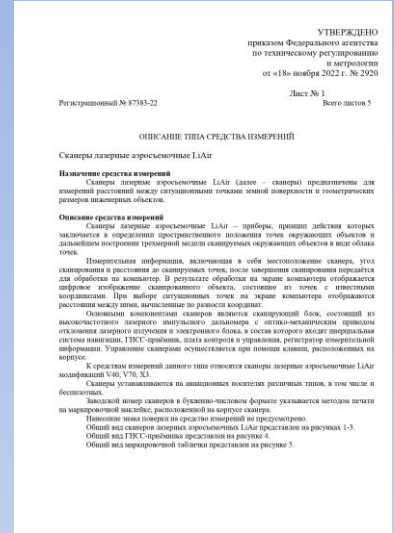 УТВЕРЖДЕНО
приказом Федерального агентства
по техническому регулированию
и метрологии
от «18» ноября 2022 г. № 2920
Лист № 1
Регистрационный № 87383-22 Всего листов 5
ОПИСАНИЕ ТИПА СРЕДСТВА ИЗМЕРЕНИЙ
Сканеры лазерные аэросъемочные LiAir
Назначение средства измерений
Сканеры лазерные аэросъемочные LiAir (далее – сканеры) предназначены для
измерений расстояний между ситуационными точками земной поверхности и геометрических
размеров инженерных объектов.
Описание средства измерений
Сканеры лазерные аэросъемочные LiAir – приборы, принцип действия которых
заключается в определении пространственного положения точек окружающих объектов и
дальнейшем построении трехмерной модели сканируемых окружающих объектов в виде облака
точек.
Измерительная информация, включающая в себя местоположение сканера, угол
сканирования и расстояния до сканируемых точек, после завершения сканирования передаётся
для обработки на компьютер. В результате обработки на экране компьютера отображается
цифровое изображение сканированного объекта, состоящее из точек с известными
координатами. При выборе ситуационных точек на экране компьютера отображаются
расстояния между ними, вычисленные по разности координат.
Основными компонентами сканеров являются сканирующий блок, состоящий из
высокочастотного лазерного импульсного дальномера с оптико-механическим приводом
отклонения лазерного излучения и электронного блока, в состав которого входит инерциальная
система навигации, ГНСС-приёмник, плата контроля и управления, регистратор измерительной
информации. Управление сканерами осуществляется при помощи клавиш, расположенных на
корпусе.
К средствам измерений данного типа относятся сканеры лазерные аэросъемочные LiAir
модификаций V40, V70, X3.
Сканеры устанавливаются на авиационных носителях различных типов, в том числе и
беспилотных.
Заводской номер сканеров в буквенно-числовом формате указывается методом печати
на маркировочной наклейке, расположенной на корпусе сканера.
Нанесение знака поверки на средство измерений не предусмотрено.
Общий вид сканеров лазерных аэросъемочных LiAir представлен на рисунках 1-3.
Общий вид ГНСС-приёмника представлен на рисунке 4.
Общий вид маркировочной таблички представлен на рисунке 5.